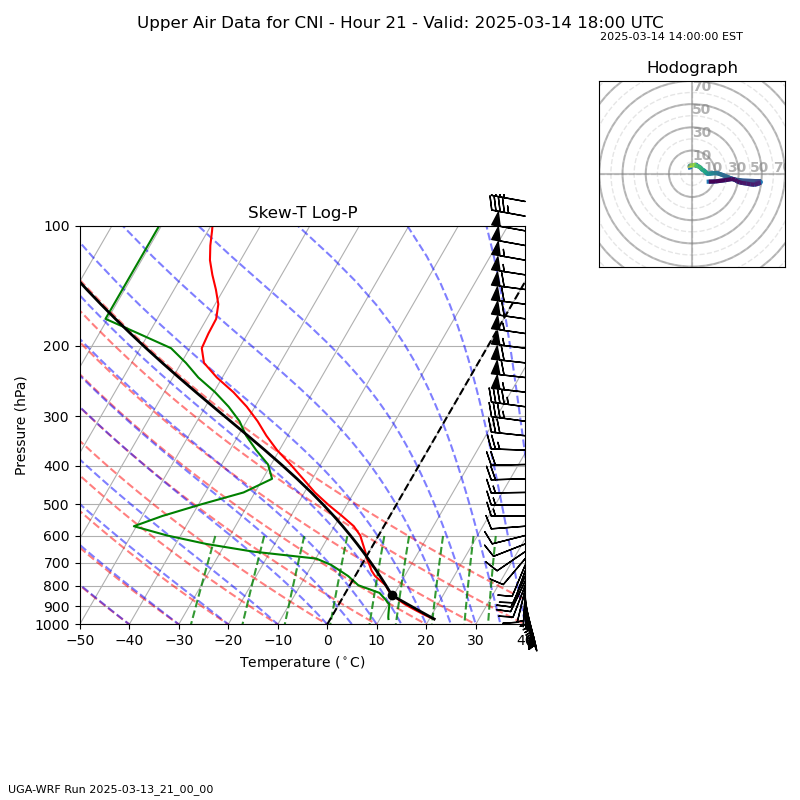 Upper Air Data for CNI - Hour 21 - Valid: 2025-03-14 18:00 UTC
2025-03-14 14:00:00 EST
Hodograph
70
50
30
10
10 30 50 7
Skew-T Log-P
100
200
300
400
500
600
700
800
900
1000
Pressure (hPa)
−50 −40 −30 −20 −10 0 10 20 30 40
Temperature (°C)
UGA-WRF Run 2025-03-13_21_00_00